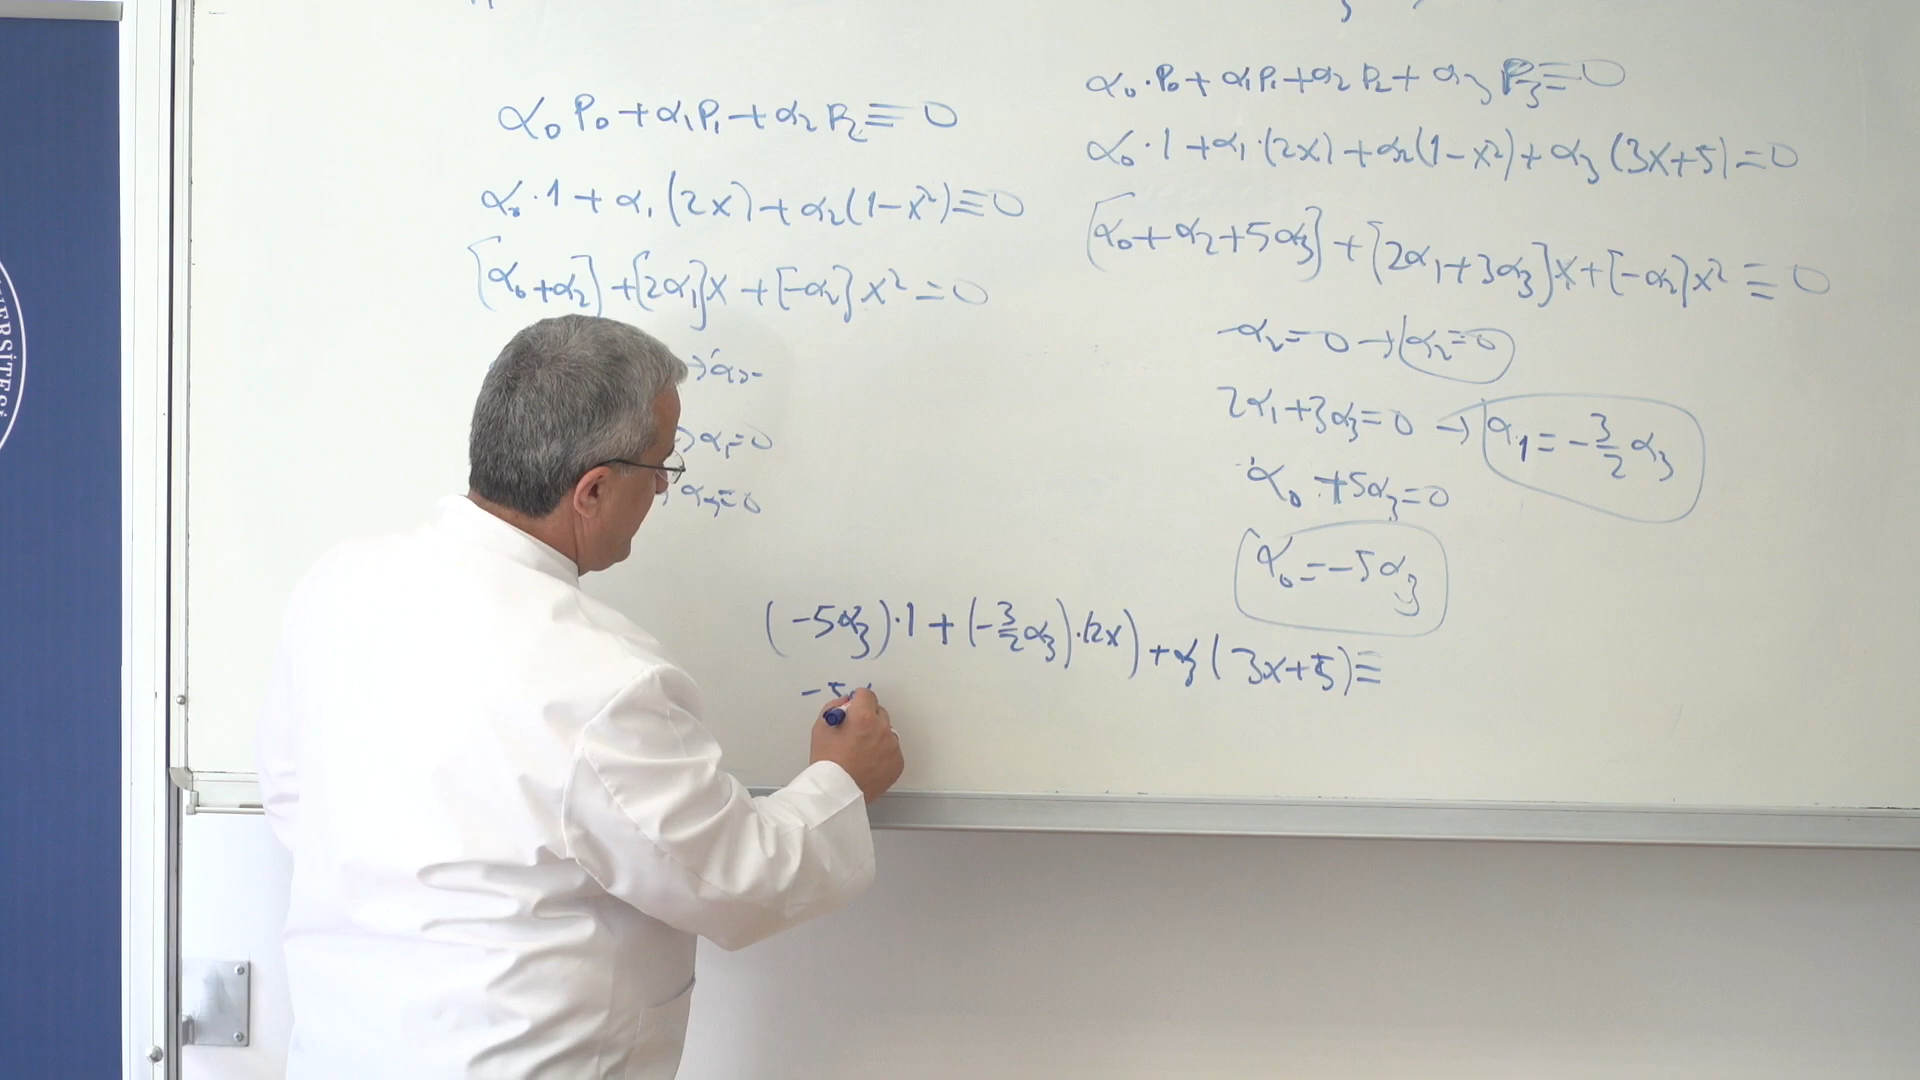 α₀P₀+α₁P₁+α₂P₂≡0
α₀·1+α₁(2x)+α₂(1-x²)≡0
[α₀+α₂]+[2α₁]x+[-α₂]x²=0
→α₁=0
α₀·P₀+α₁P₁+α₂P₂+α₃P₃≡0
α₀·1+α₁·(2x)+α₂(1-x²)+α₃(3x+5)=0
[α₀+α₂+5α₃]+[2α₁+3α₃]x+[-α₂]x²≡0
-α₂=0→α₂=0
2α₁+3α₃=0→α₁=-3/2α₃
α₀+5α₃=0
α₀=-5α₃
(-5α₃)·1+(-3/2α₃)·(2x)+α₃(3x+5)≡
-5α